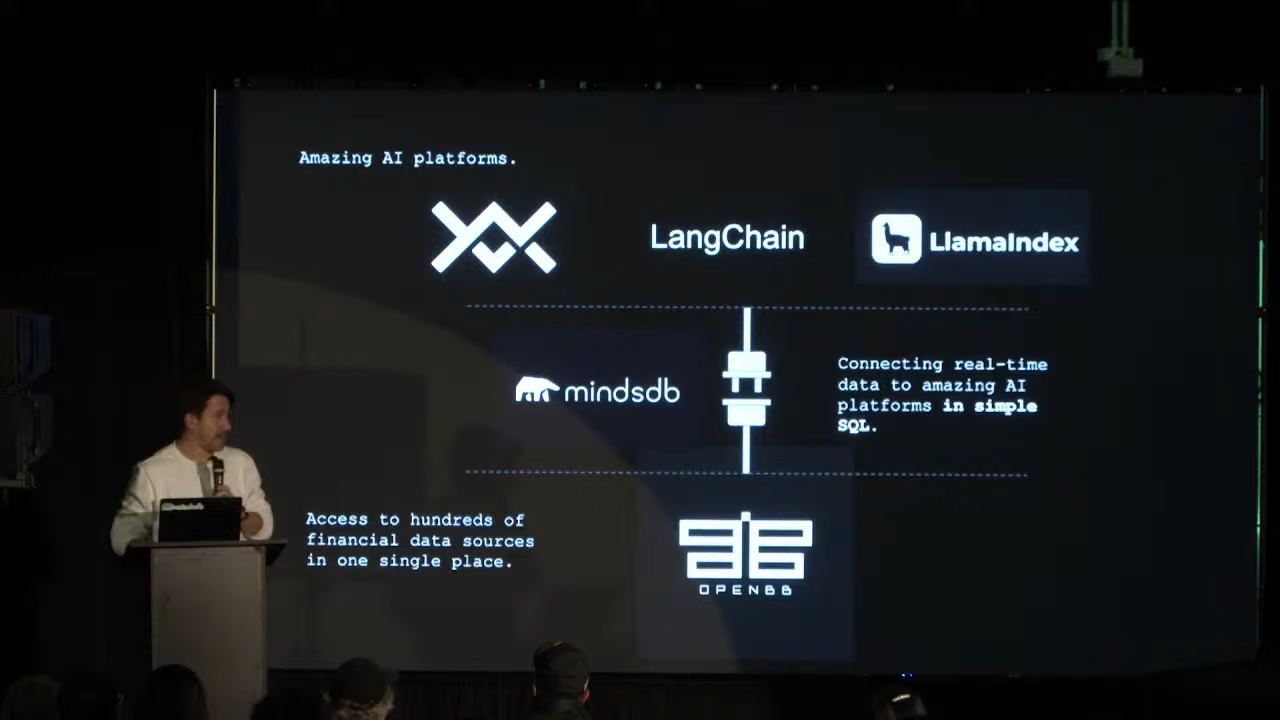 Amazing AI platforms.
LangChain
LlamaIndex
mindsdb
Connecting real-time
data to amazing AI
platforms in simple
SQL.
Access to hundreds of
financial data sources
in one single place.
OPENBB